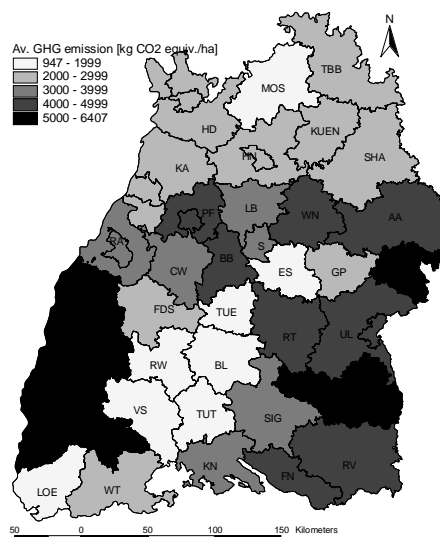 Av. GHG emission [kg CO2 equiv./ha]
947 - 1999
2000 - 2999
3000 - 3999
4000 - 4999
5000 - 6407
N
TBB
MOS
HD
KUEN
HN
SHA
KA
PF
LB
WN
AA
RA
S
CW
BB
ES
GP
FDS
TUE
RT
UL
RW
BL
VS
TUT
SIG
KN
FN
RV
LOE
WT
50 0 50 100 150 Kilometers